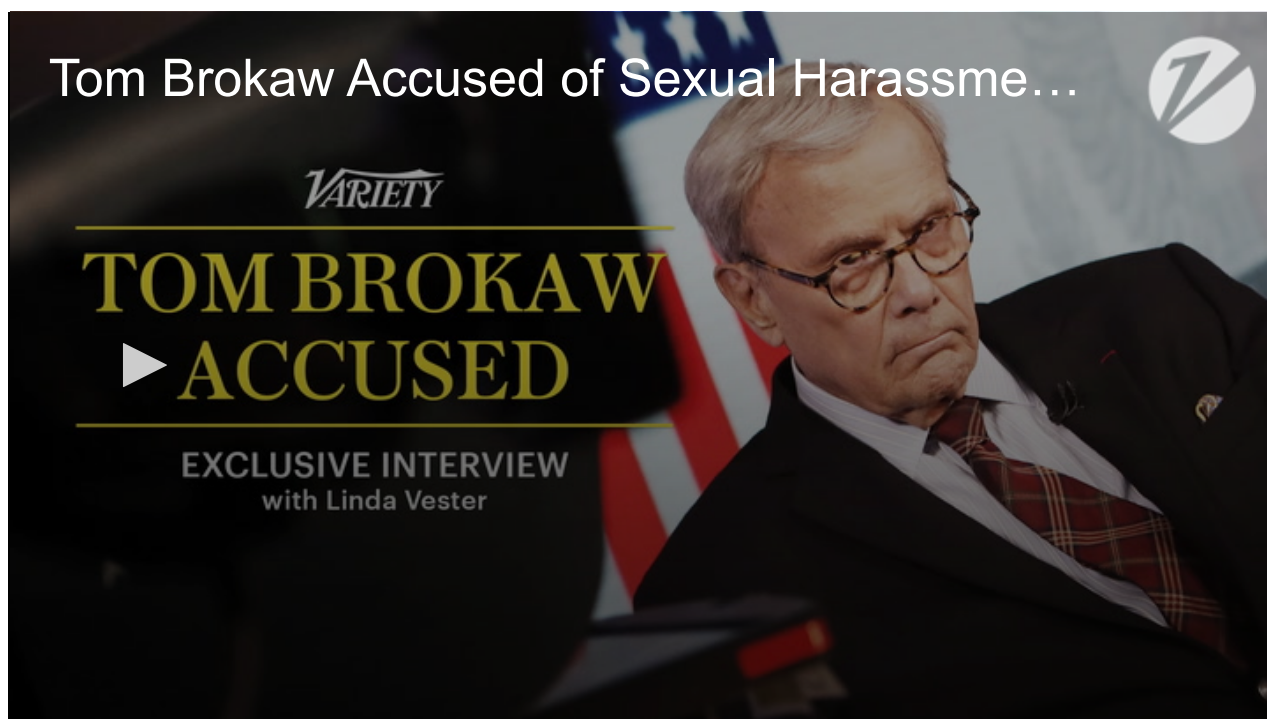 Tom Brokaw Accused of Sexual Harassme…
VARIETY
TOM BROKAW
ACCUSED
EXCLUSIVE INTERVIEW
with Linda Vester